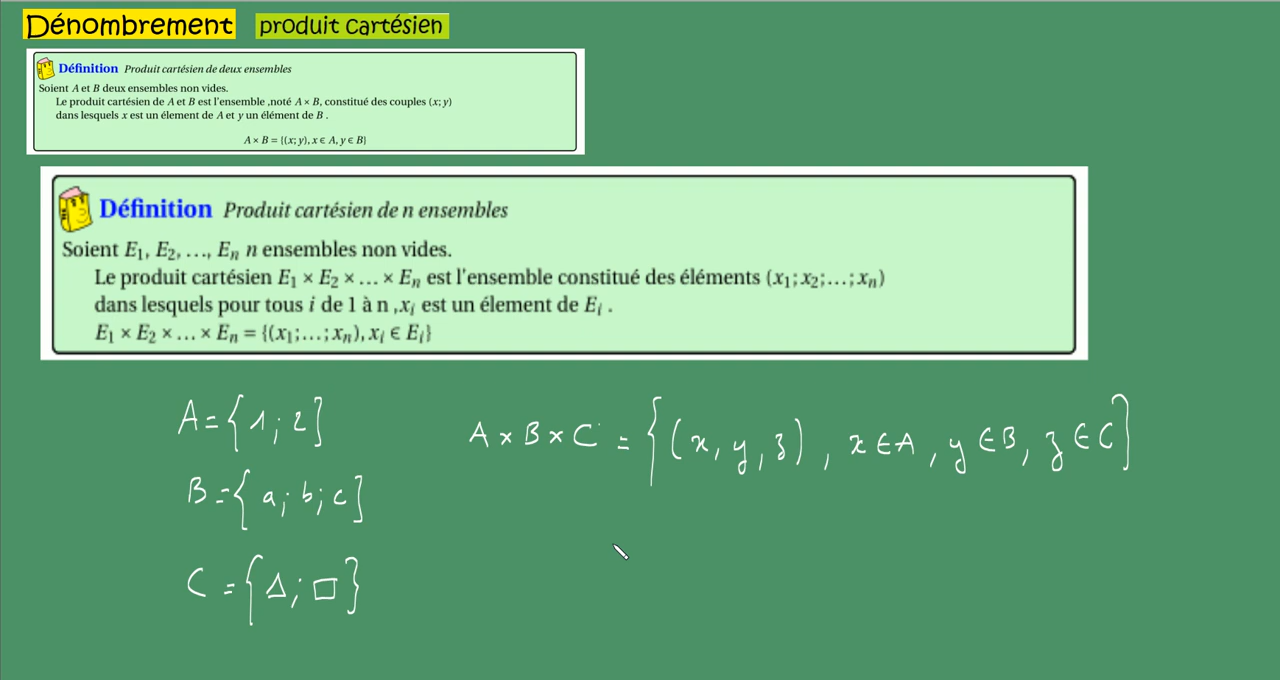 Dénombrement produit cartésien
Définition Produit cartésien de deux ensembles
Soient A et B deux ensembles non vides.
Le produit cartésien de A et B est l'ensemble ,noté A × B, constitué des couples (x; y)
dans lesquels x est un élement de A et y un élément de B .
A × B = {(x; y), x ∈ A, y ∈ B}
Définition Produit cartésien de n ensembles
Soient E₁, E₂, ..., Eₙ n ensembles non vides.
Le produit cartésien E₁ × E₂ × ... × Eₙ est l'ensemble constitué des éléments (x₁; x₂; ...; xₙ)
dans lesquels pour tous i de 1 à n ,xᵢ est un élement de Eᵢ .
E₁ × E₂ × ... × Eₙ = {(x₁; ...; xₙ), xᵢ ∈ Eᵢ}
A = {1; 2}
A × B × C = {(x, y, z), x ∈ A, y ∈ B, z ∈ C}
B = {a; b; c}
C = {Δ; □}